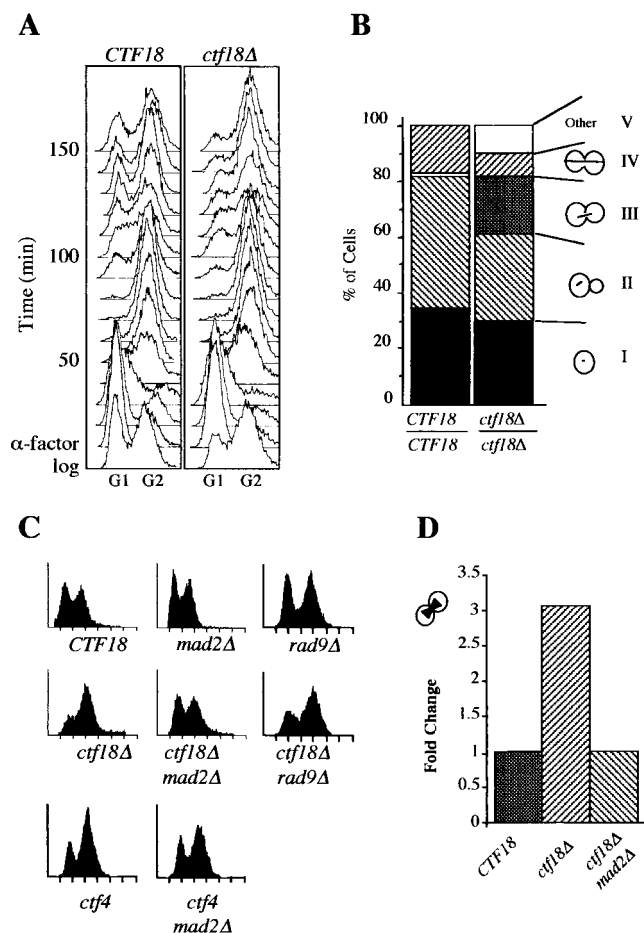 A
CTF18
ctf18Δ
Time (min)
150
100
50
α-factor
log
G1
G2
G1
G2
B
% of Cells
100
80
60
40
20
0
Other
V
IV
III
II
I
CTF18
CTF18
ctf18Δ
ctf18Δ
C
CTF18
mad2Δ
rad9Δ
ctf18Δ
ctf18Δ
mad2Δ
ctf18Δ
rad9Δ
ctf4
ctf4
mad2Δ
D
Fold Change
3.5
3
2.5
2
1.5
1
0.5
0
CTF18
ctf18Δ
ctf18Δ
mad2Δ